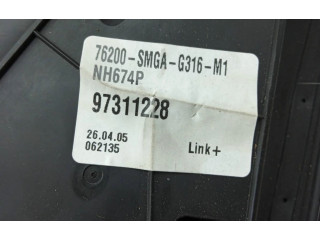 76200-SMGA-G316-M1
NH674P
97311228
26.04.05
062135
Link+